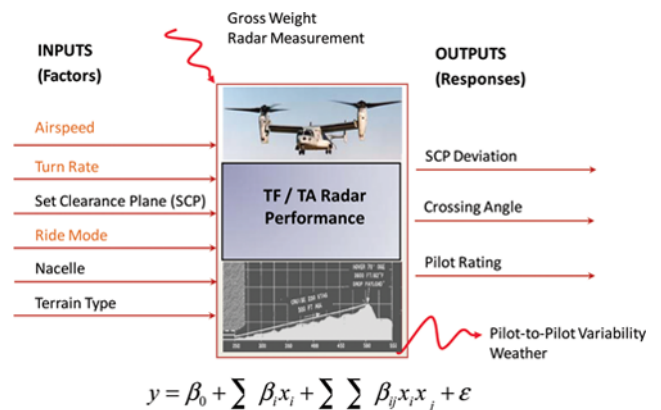 Gross Weight
Radar Measurement
INPUTS
(Factors)
OUTPUTS
(Responses)
Airspeed
Turn Rate
Set Clearance Plane (SCP)
Ride Mode
Nacelle
Terrain Type
TF / TA Radar
Performance
SCP Deviation
Crossing Angle
Pilot Rating
Pilot-to-Pilot Variability
Weather
y = β₀ + ∑ βᵢxᵢ + ∑ ∑ βᵢⱼxᵢxⱼ + ε